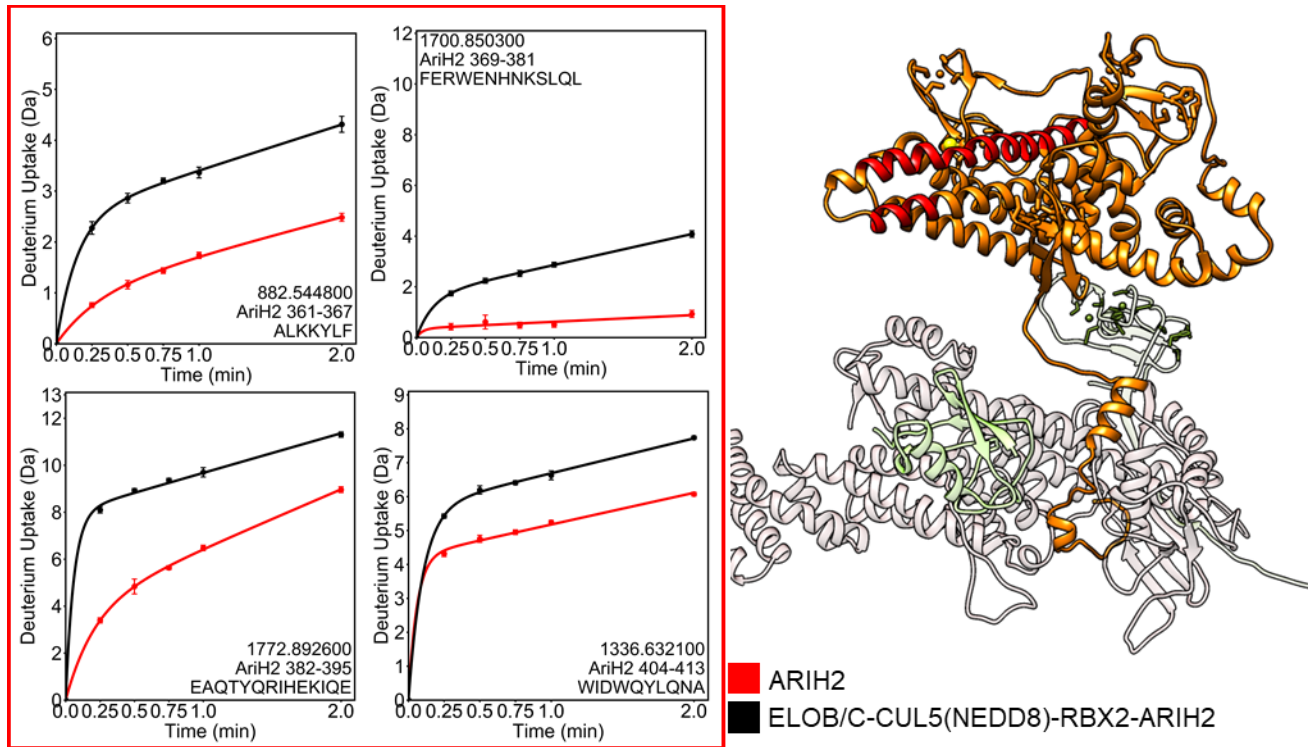 6
5
4
3
2
1
0
Deuterium Uptake (Da)
882.544800
AriH2 361-367
ALKKYLF
0.0 0.25 0.5 0.75 1.0 2.0
Time (min)
12
10
8
6
4
2
0
Deuterium Uptake (Da)
1700.850300
AriH2 369-381
FERWENHNKSLQL
0.0 0.25 0.5 0.75 1.0 2.0
Time (min)
13
12
10
8
6
4
2
0
Deuterium Uptake (Da)
1772.892600
AriH2 382-395
EAQTYQRIHEKIQE
0.0 0.25 0.5 0.75 1.0 2.0
Time (min)
9
8
7
6
5
4
3
2
1
0
Deuterium Uptake (Da)
1336.632100
AriH2 404-413
WIDWQYLQNA
0.0 0.25 0.5 0.75 1.0 2.0
Time (min)
ARIH2
ELOB/C-CUL5(NEDD8)-RBX2-ARIH2